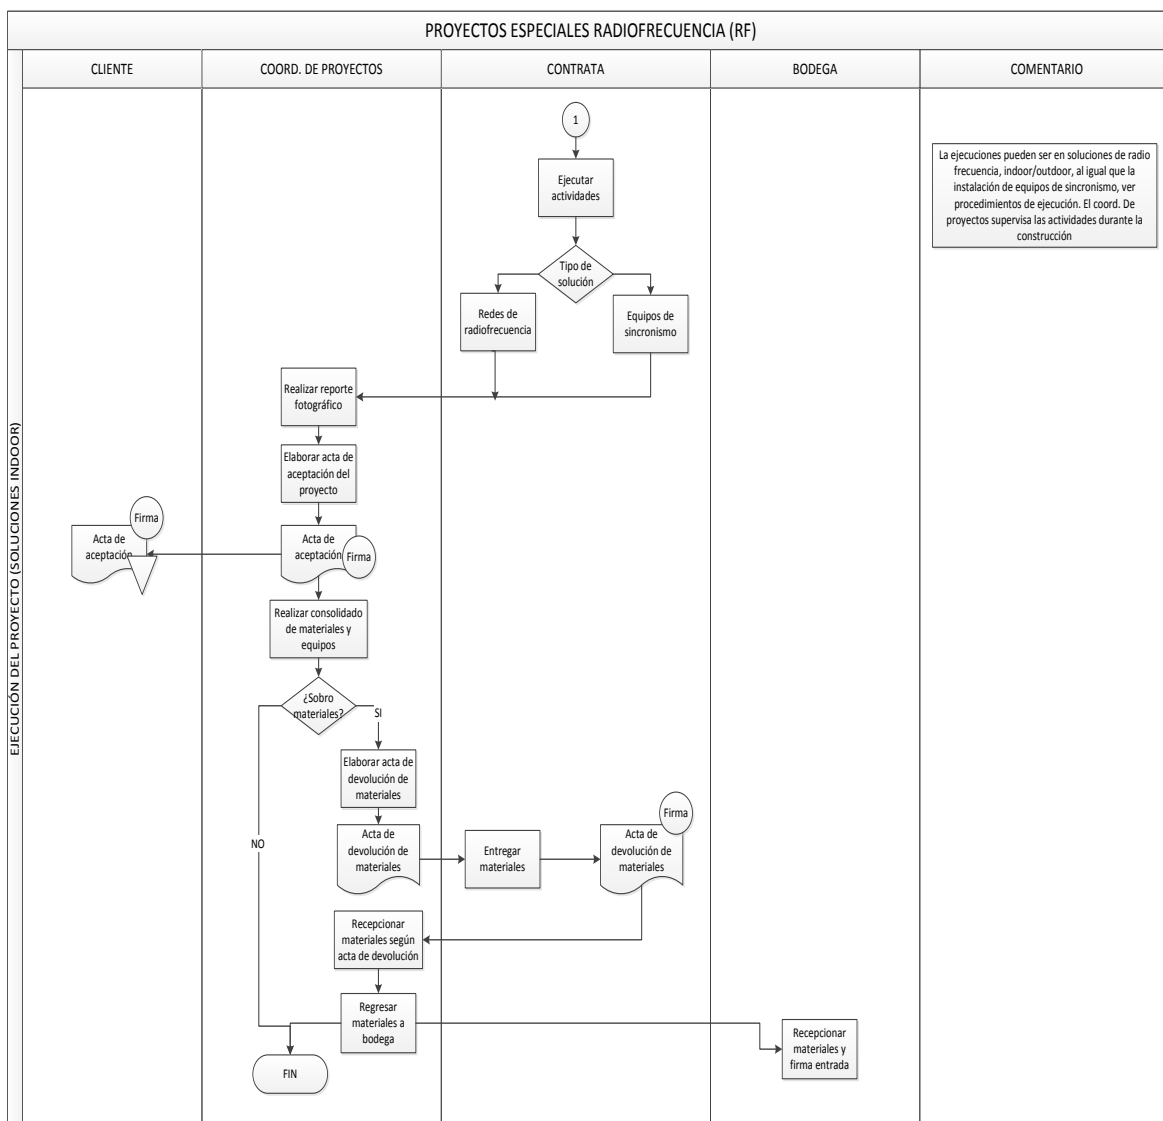 PROYECTOS ESPECIALES RADIOFRECUENCIA (RF)
CLIENTE
COORD. DE PROYECTOS
CONTRATA
BODEGA
COMENTARIO
EJECUCIÓN DEL PROYECTO (SOLUCIONES INDOOR)
1
Ejecutar
actividades
La ejecuciones pueden ser en soluciones de radio
frecuencia, indoor/outdoor, al igual que la
instalación de equipos de sincronismo, ver
procedimientos de ejecución. El coord. De
proyectos supervisa las actividades durante la
construcción
Tipo de
solución
Redes de
radiofrecuencia
Equipos de
sincronismo
Realizar reporte
fotográfico
Elaborar acta de
aceptación del
proyecto
Firma
Acta de
aceptación
Acta de
aceptación
Firma
Realizar consolidado
de materiales y
equipos
¿Sobro
materiales?
SI
NO
Elaborar acta de
devolución de
materiales
Acta de
devolución de
materiales
Entregar
materiales
Firma
Acta de
devolución de
materiales
Recepcionar
materiales según
acta de devolución
Regresar
materiales a
bodega
Recepcionar
materiales y
firma entrada
FIN